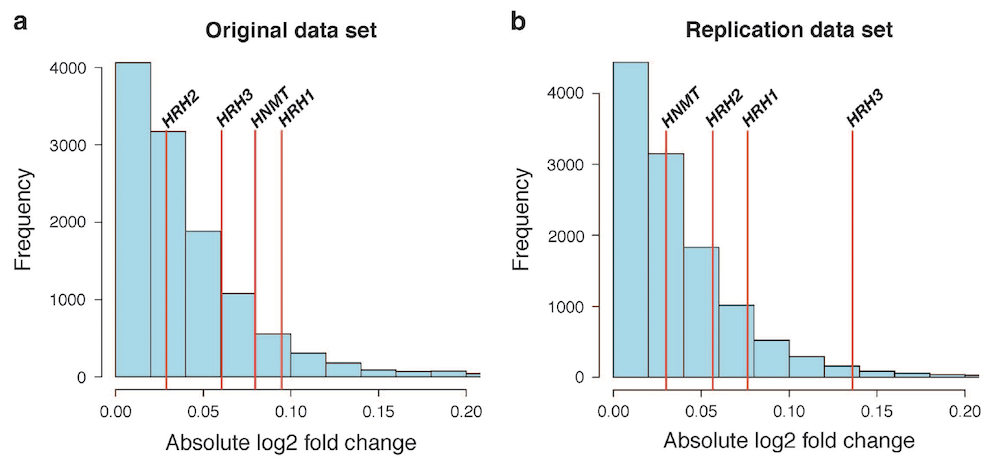 a
Original data set
Frequency
4000
3000
2000
1000
0
HRH2
HRH3
HNMT
HRH1
0.00
0.05
0.10
0.15
0.20
Absolute log2 fold change
b
Replication data set
Frequency
4000
3000
2000
1000
0
HNMT
HRH2
HRH1
HRH3
0.00
0.05
0.10
0.15
0.20
Absolute log2 fold change